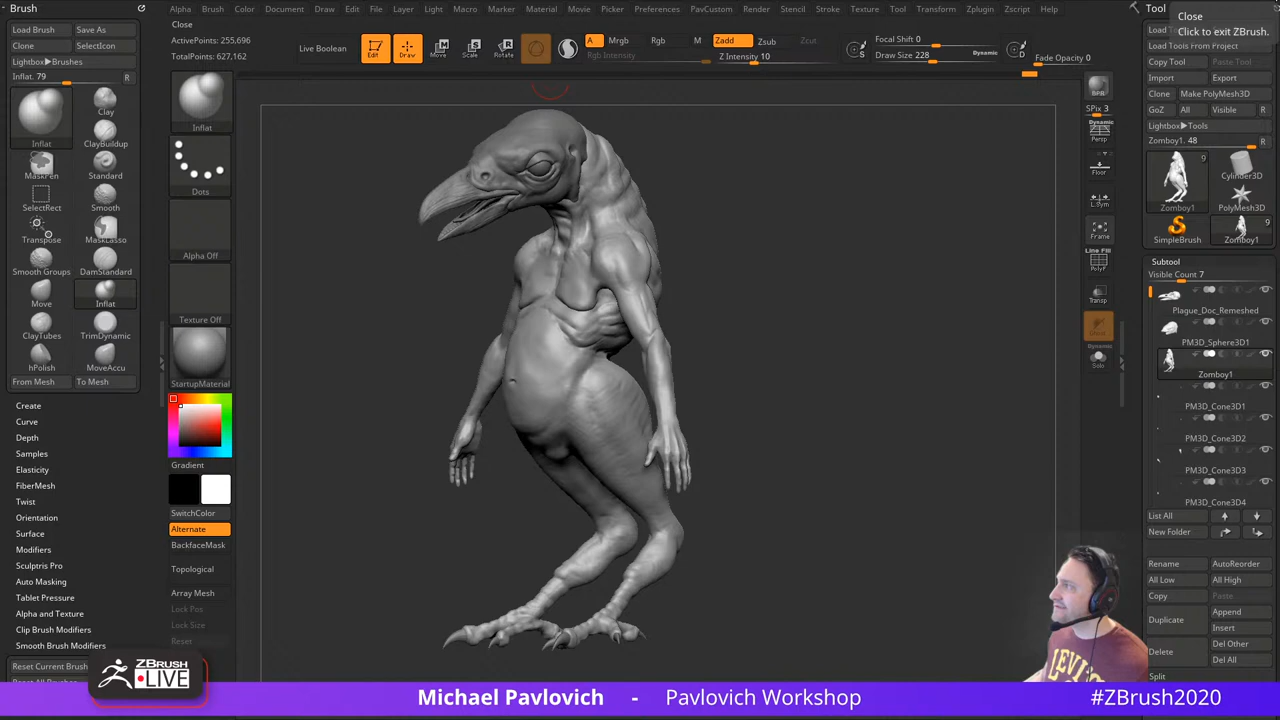 Brush
Alpha Brush Color Document Draw Edit File Layer Light Macro Marker Material Movie Picker Preferences PavCustom Render Stencil Stroke Texture Tool Transform Zplugin Zscript Help
Tool
Close
Click to exit ZBrush.
Close
Load Brush Save As
Clone SelectIcon
Lightbox▶Brushes
Inflat. 79 R
Inflat
Clay
ClayBuildup
MaskPen
Standard
SelectRect
Smooth
Transpose
MaskLasso
Smooth Groups
DamStandard
Move
Inflat
ClayTubes
TrimDynamic
hPolish
MoveAccu
From Mesh To Mesh
Create
Curve
Depth
Samples
Elasticity
FiberMesh
Twist
Orientation
Surface
Modifiers
Sculptris Pro
Auto Masking
Tablet Pressure
Alpha and Texture
Clip Brush Modifiers
Smooth Brush Modifiers
Reset Current Brush
ActivePoints: 255,696
TotalPoints: 627,162
Live Boolean
Edit
Draw
Move
Scale
Rotate
A Mrgb Rgb M
Rgb Intensity
Zadd Zsub Zcut
Z Intensity 10
S
Focal Shift 0
Draw Size 228 Dynamic
D
Fade Opacity 0
Inflat
Dots
Alpha Off
Texture Off
StartupMaterial
Gradient
SwitchColor
Alternate
BackfaceMask
Topological
Array Mesh
Lock Pos
Lock Size
Reset
BPR
SPix 3
Dynamic
Persp
Floor
L.Sym
Frame
Line Fill
PolyF
Transp
Dynamic
Solo
Load Tools From Project
Copy Tool Paste Tool
Import Export
Clone Make PolyMesh3D
GoZ All Visible R
Lightbox▶Tools
Zomboy1. 48 R
9
Zomboy1
Cylinder3D
PolyMesh3D
SimpleBrush
9
Zomboy1
Subtool
Visible Count 7
Plague_Doc_Remeshed
PM3D_Sphere3D1
Zomboy1
PM3D_Cone3D1
PM3D_Cone3D2
PM3D_Cone3D3
PM3D_Cone3D4
List All
New Folder
Rename AutoReorder
All Low All High
Copy Paste
Duplicate
Append
Insert
Delete
Del Other
Del All
Split
ZBRUSH
LIVE
Michael Pavlovich - Pavlovich Workshop #ZBrush2020